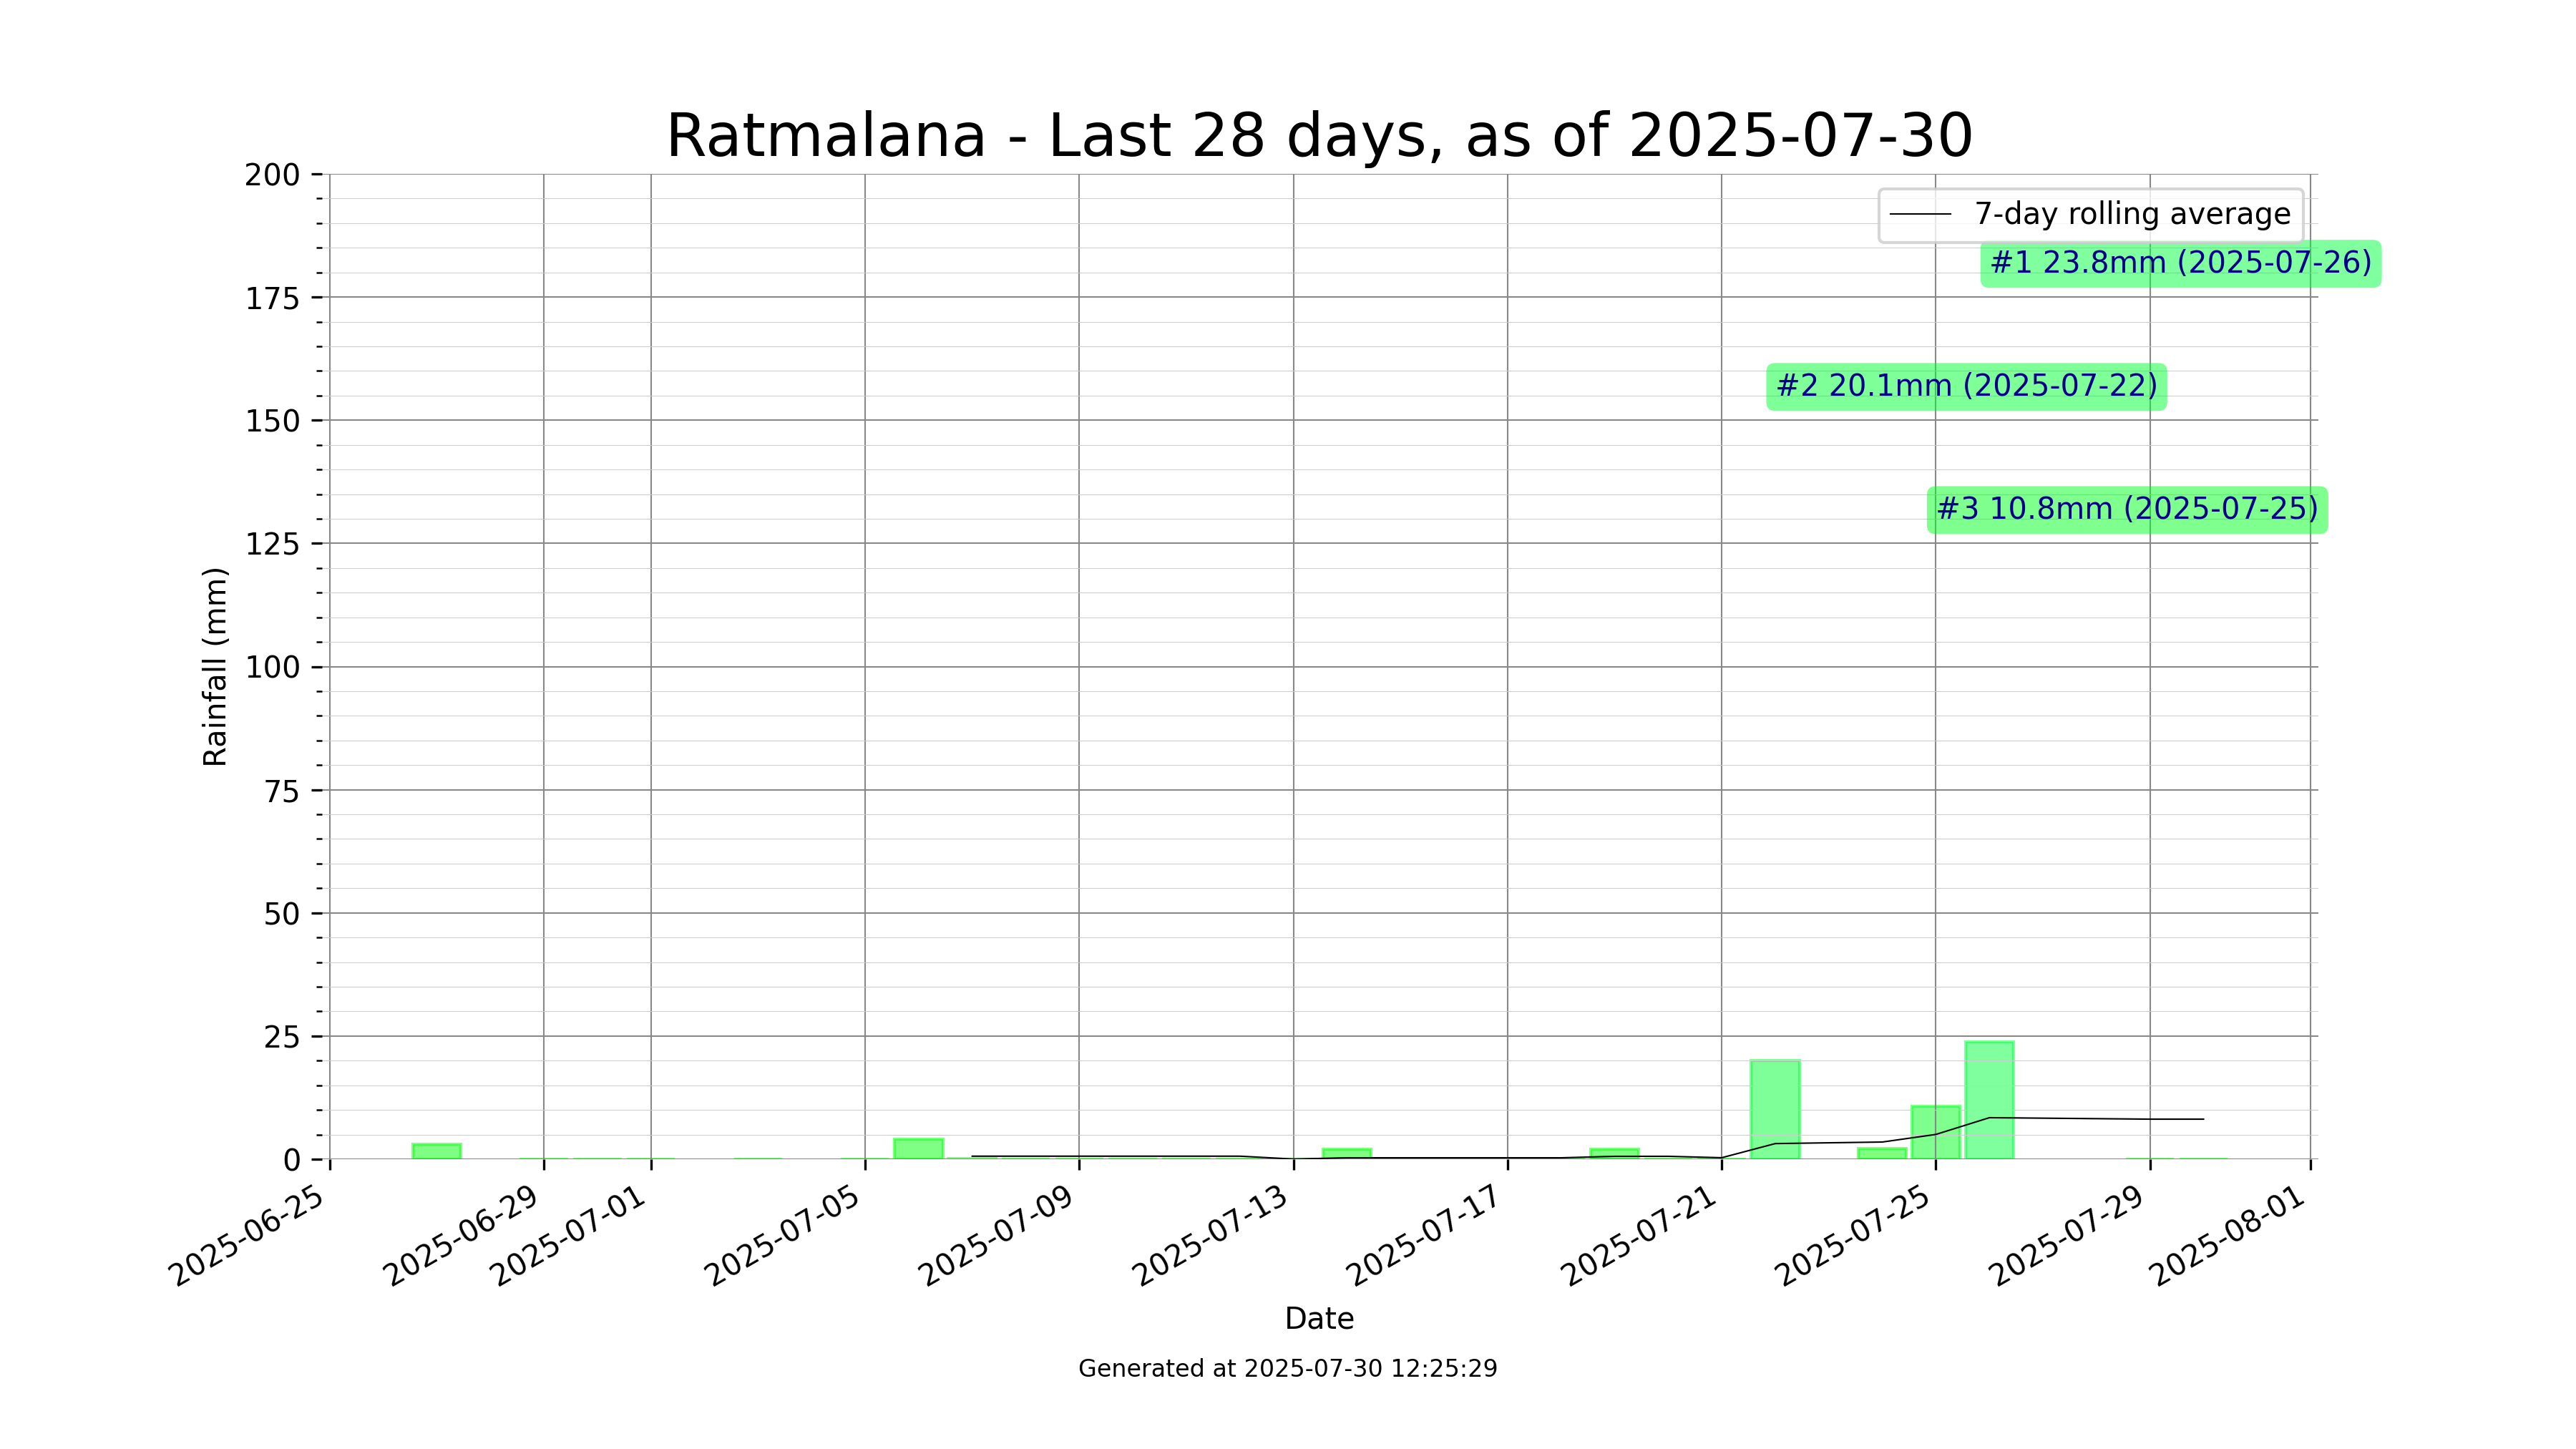 Ratmalana - Last 28 days, as of 2025-07-30
7-day rolling average
#1 23.8mm (2025-07-26)
#2 20.1mm (2025-07-22)
#3 10.8mm (2025-07-25)
Rainfall (mm)
200
175
150
125
100
75
50
25
0
2025-06-25
2025-06-29
2025-07-01
2025-07-05
2025-07-09
2025-07-13
2025-07-17
2025-07-21
2025-07-25
2025-07-29
2025-08-01
Date
Generated at 2025-07-30 12:25:29